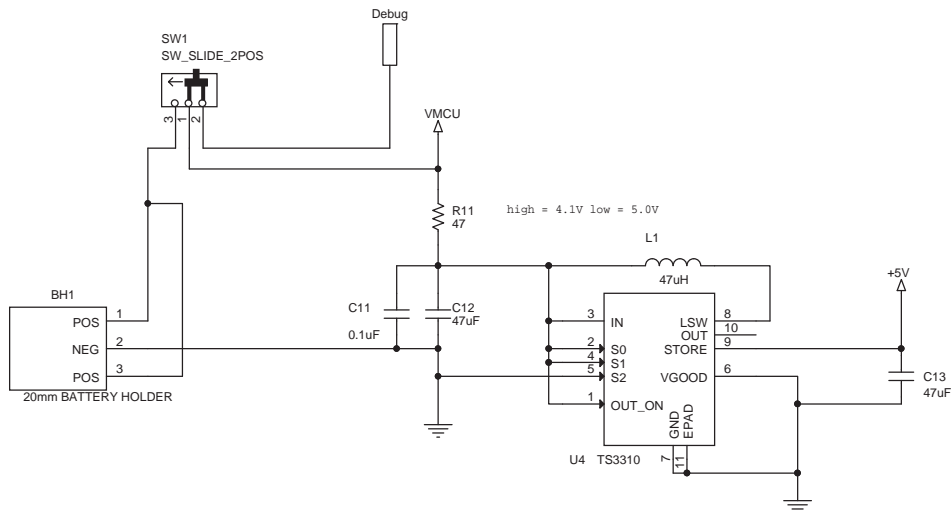 Debug
SW1
SW_SLIDE_2POS
3
1
2
VMCU
R11
47
high = 4.1V low = 5.0V
L1
47uH
+5V
BH1
POS 1
NEG 2
POS 3
20mm BATTERY HOLDER
C11
0.1uF
C12
47uF
3 IN
2 S0
4 S1
5 S2
1 OUT_ON
LSW 8
OUT 10
STORE 9
VGOOD 6
GND
EPAD
7
11
U4 TS3310
C13
47uF